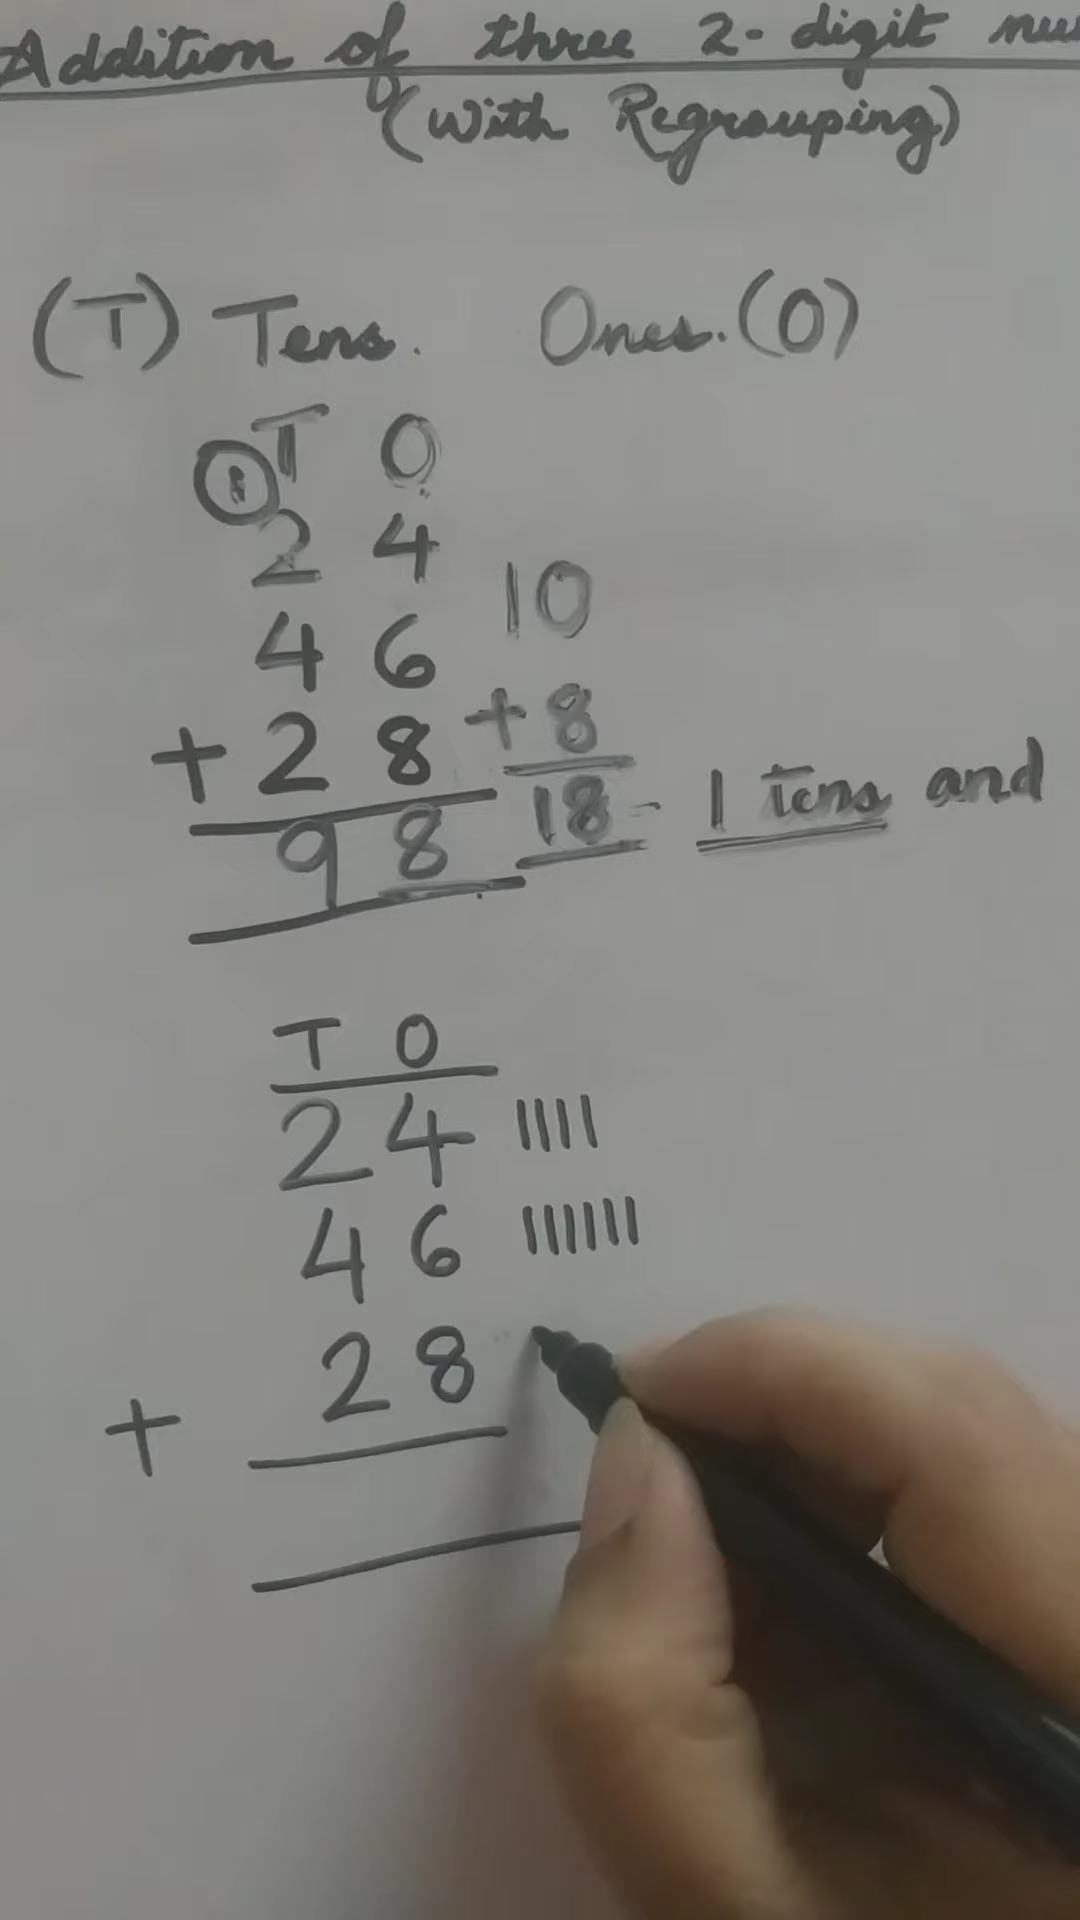 Addition of three 2-digit
(With Regrouping)
(T) Tens. Ones. (O)
1 T O
2 4
4 6 10
+ 2 8 + 8
9 8 18 - 1 Tens and
T O
2 4 ||||
4 6 ||||||
2 8
+